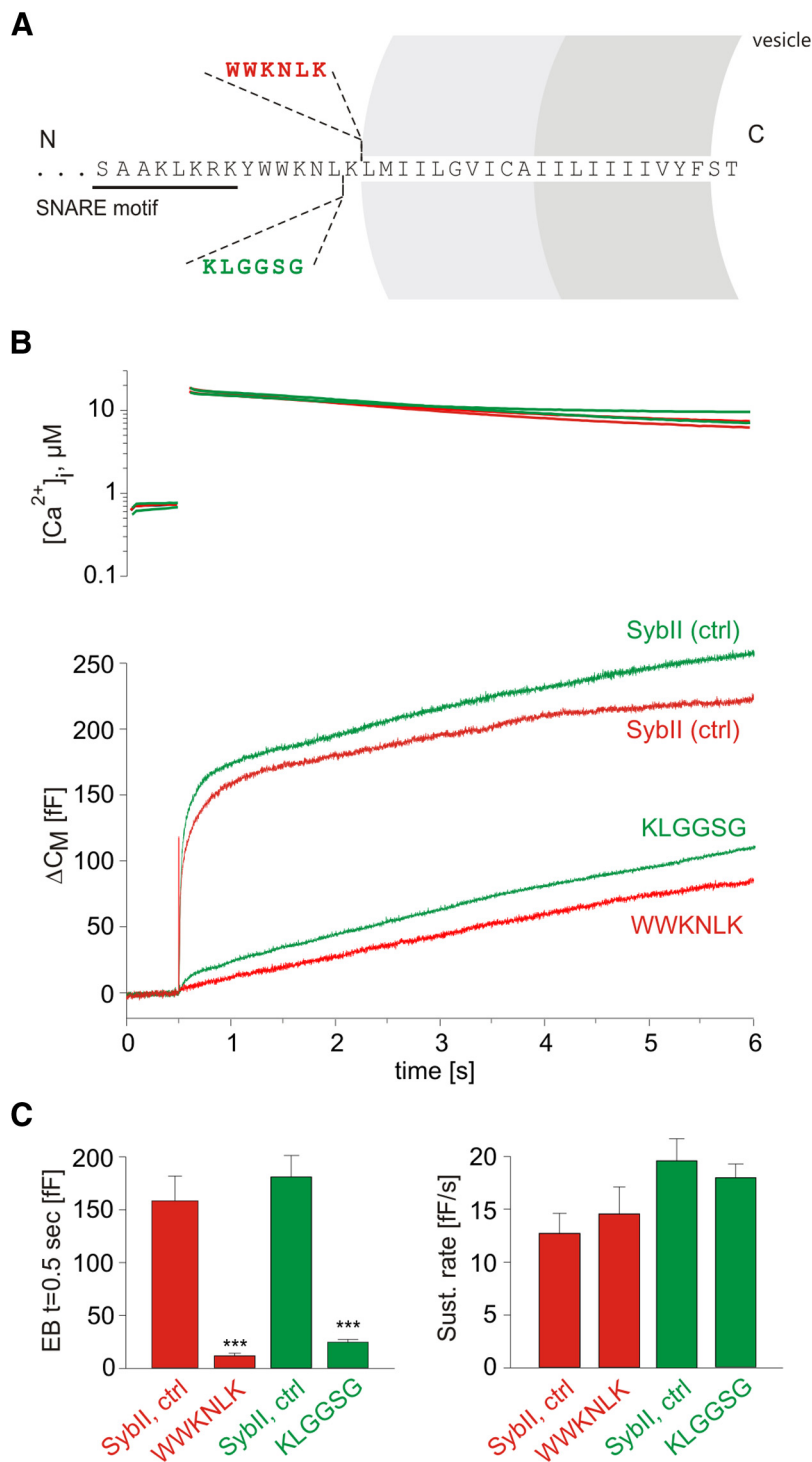 A
vesicle
WWKNLK
N
C
...SAAKLKRKYWWKNLKLMIILGVICAIILIIIIVYFST
SNARE motif
KLGGSG
B
[Ca2+]i, µM
10
1
0.1
ΔCM [fF]
250
200
150
100
50
0
SybII (ctrl)
SybII (ctrl)
KLGGSG
WWKNLK
0 1 2 3 4 5 6
time [s]
C
EB t=0.5 sec [fF]
200
150
100
50
0
***
***
SybII, ctrl
WWKNLK
SybII, ctrl
KLGGSG
Sust. rate [fF/s]
20
15
10
5
0
SybII, ctrl
WWKNLK
SybII, ctrl
KLGGSG